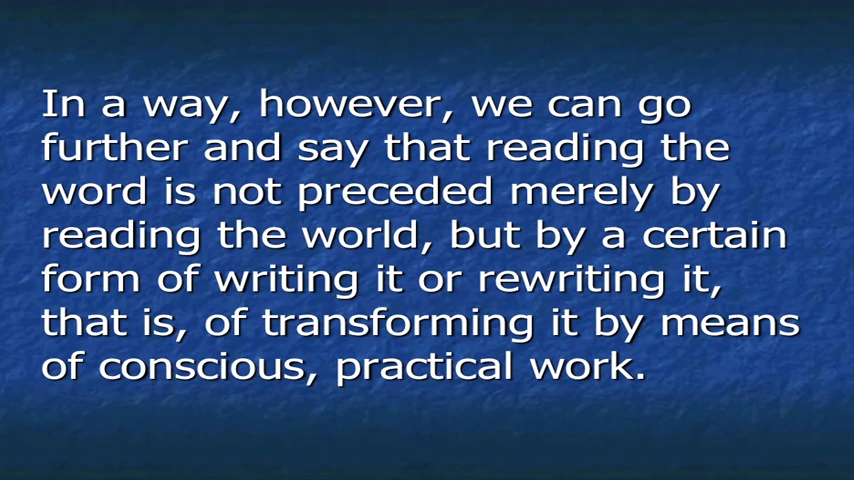 In a way, however, we can go
further and say that reading the
word is not preceded merely by
reading the world, but by a certain
form of writing it or rewriting it,
that is, of transforming it by means
of conscious, practical work.